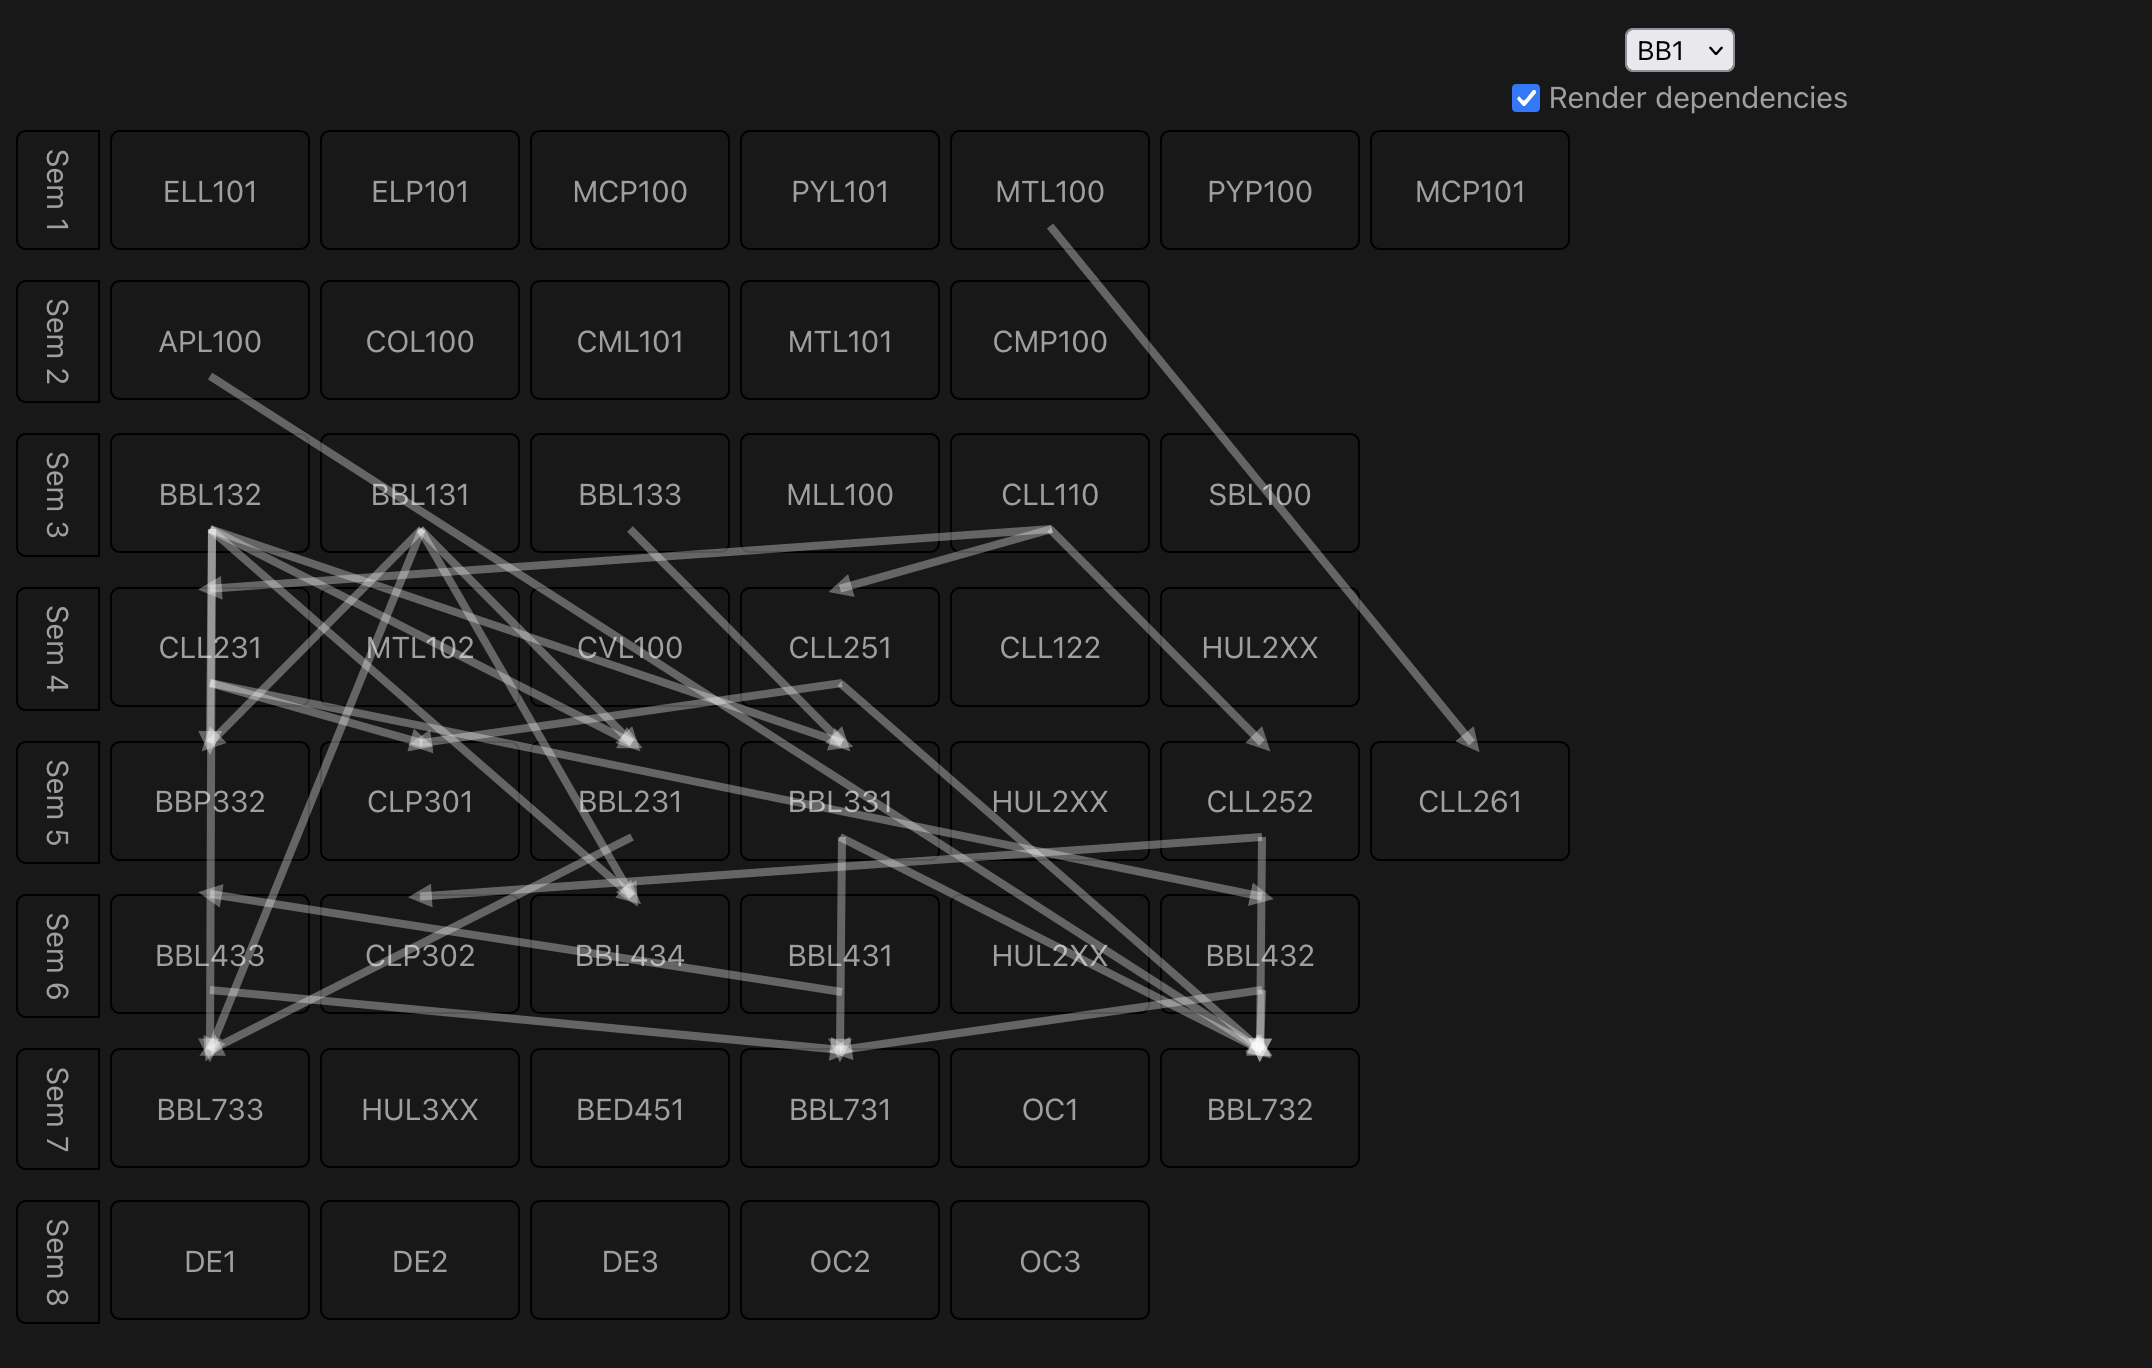 BB1
Render dependencies
Sem 1
ELL101 ELP101 MCP100 PYL101 MTL100 PYP100 MCP101
Sem 2
APL100 COL100 CML101 MTL101 CMP100
Sem 3
BBL132 BBL131 BBL133 MLL100 CLL110 SBL100
Sem 4
CLL231 MTL102 CVL100 CLL251 CLL122 HUL2XX
Sem 5
BBP332 CLP301 BBL231 BBL331 HUL2XX CLL252 CLL261
Sem 6
BBL433 CLP302 BBL434 BBL431 HUL2XX BBL432
Sem 7
BBL733 HUL3XX BED451 BBL731 OC1 BBL732
Sem 8
DE1 DE2 DE3 OC2 OC3